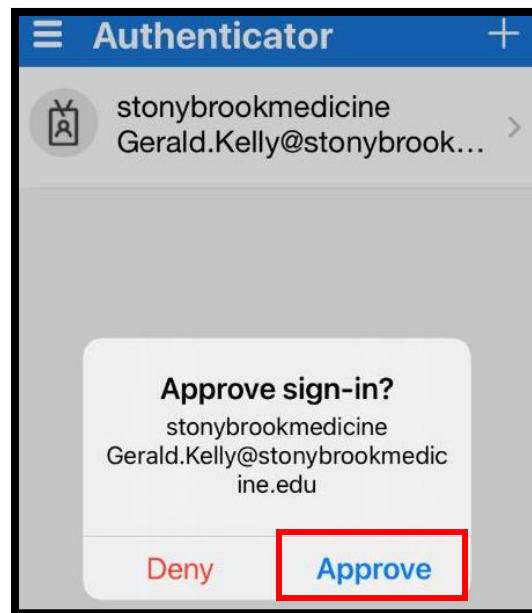 Authenticator
stonybrookmedicine
Gerald.Kelly@stonybrook...
Approve sign-in?
stonybrookmedicine
Gerald.Kelly@stonybrookmedic
ine.edu
Deny Approve